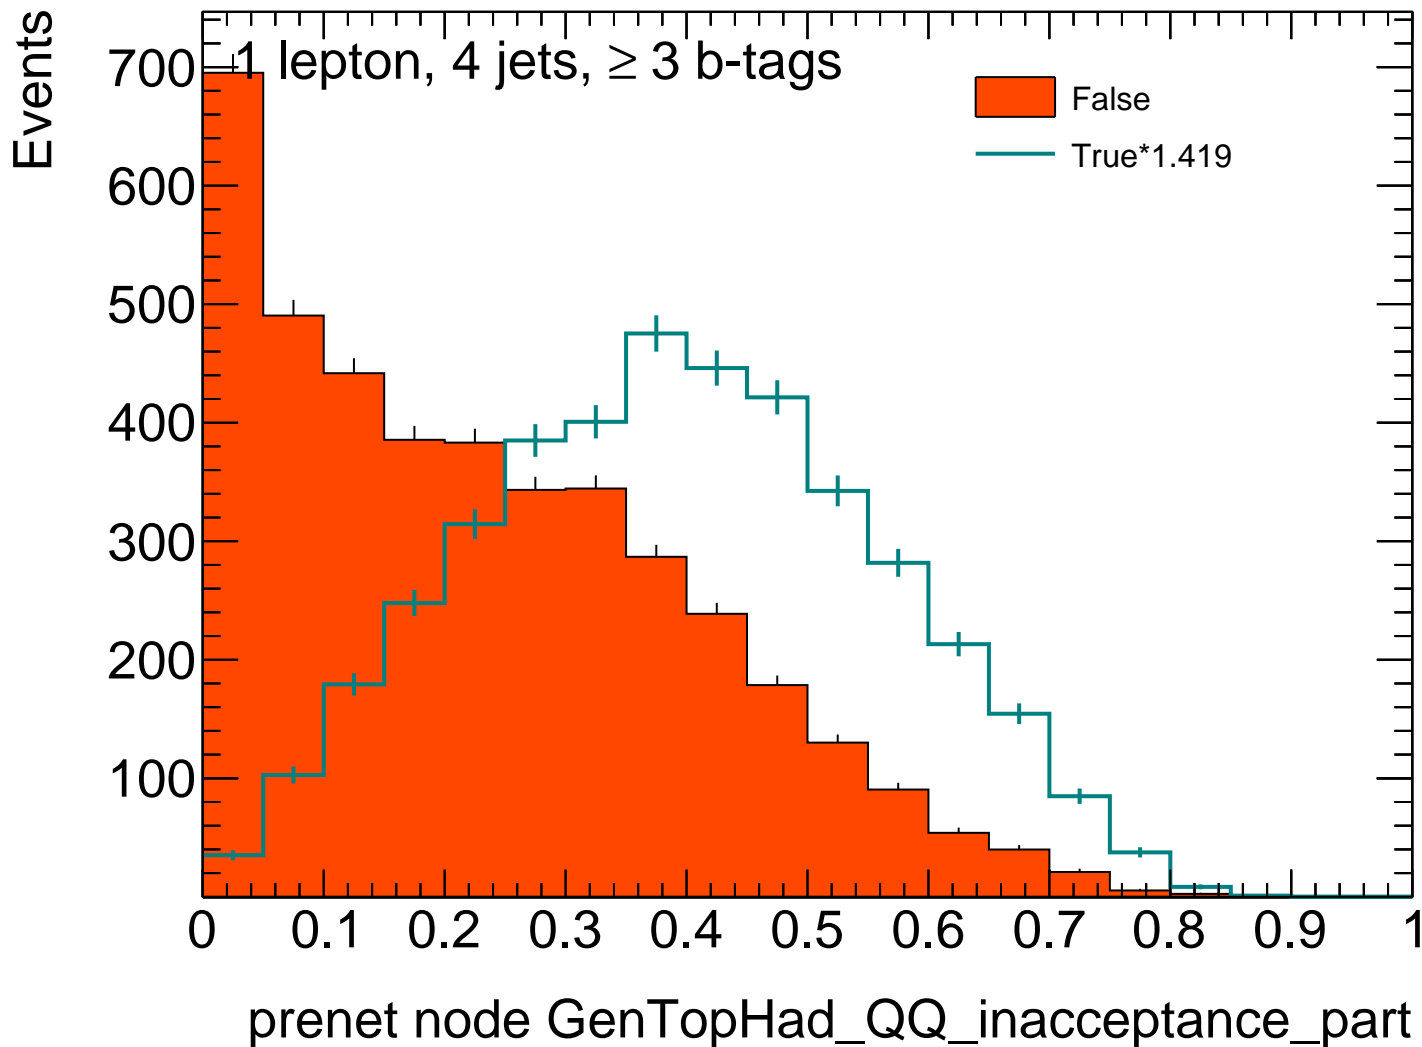 Events
1 lepton, 4 jets, ≥ 3 b-tags
False
True*1.419
700
600
500
400
300
200
100
0 0.1 0.2 0.3 0.4 0.5 0.6 0.7 0.8 0.9 1
prenet node GenTopHad_QQ_inacceptance_part